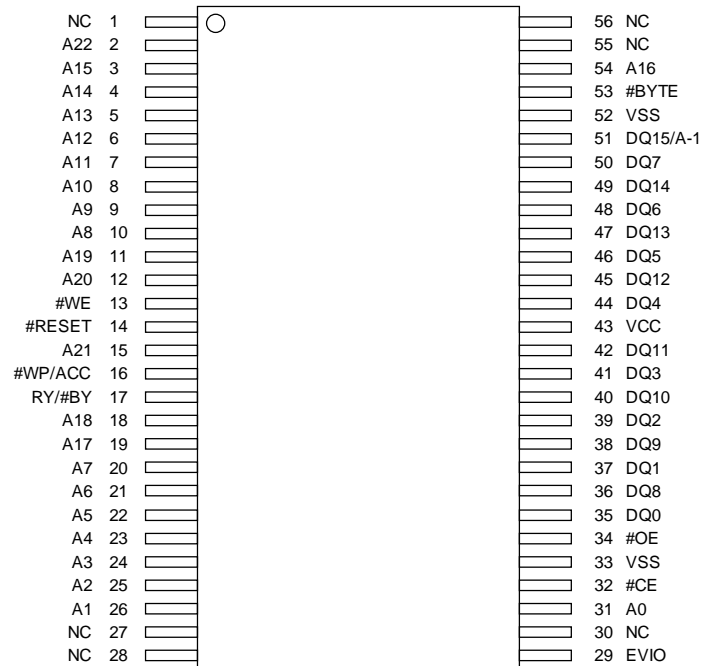 NC 1 56 NC
A22 2 55 NC
A15 3 54 A16
A14 4 53 #BYTE
A13 5 52 VSS
A12 6 51 DQ15/A-1
A11 7 50 DQ7
A10 8 49 DQ14
A9 9 48 DQ6
A8 10 47 DQ13
A19 11 46 DQ5
A20 12 45 DQ12
#WE 13 44 DQ4
#RESET 14 43 VCC
A21 15 42 DQ11
#WP/ACC 16 41 DQ3
RY/#BY 17 40 DQ10
A18 18 39 DQ2
A17 19 38 DQ9
A7 20 37 DQ1
A6 21 36 DQ8
A5 22 35 DQ0
A4 23 34 #OE
A3 24 33 VSS
A2 25 32 #CE
A1 26 31 A0
NC 27 30 NC
NC 28 29 EVIO